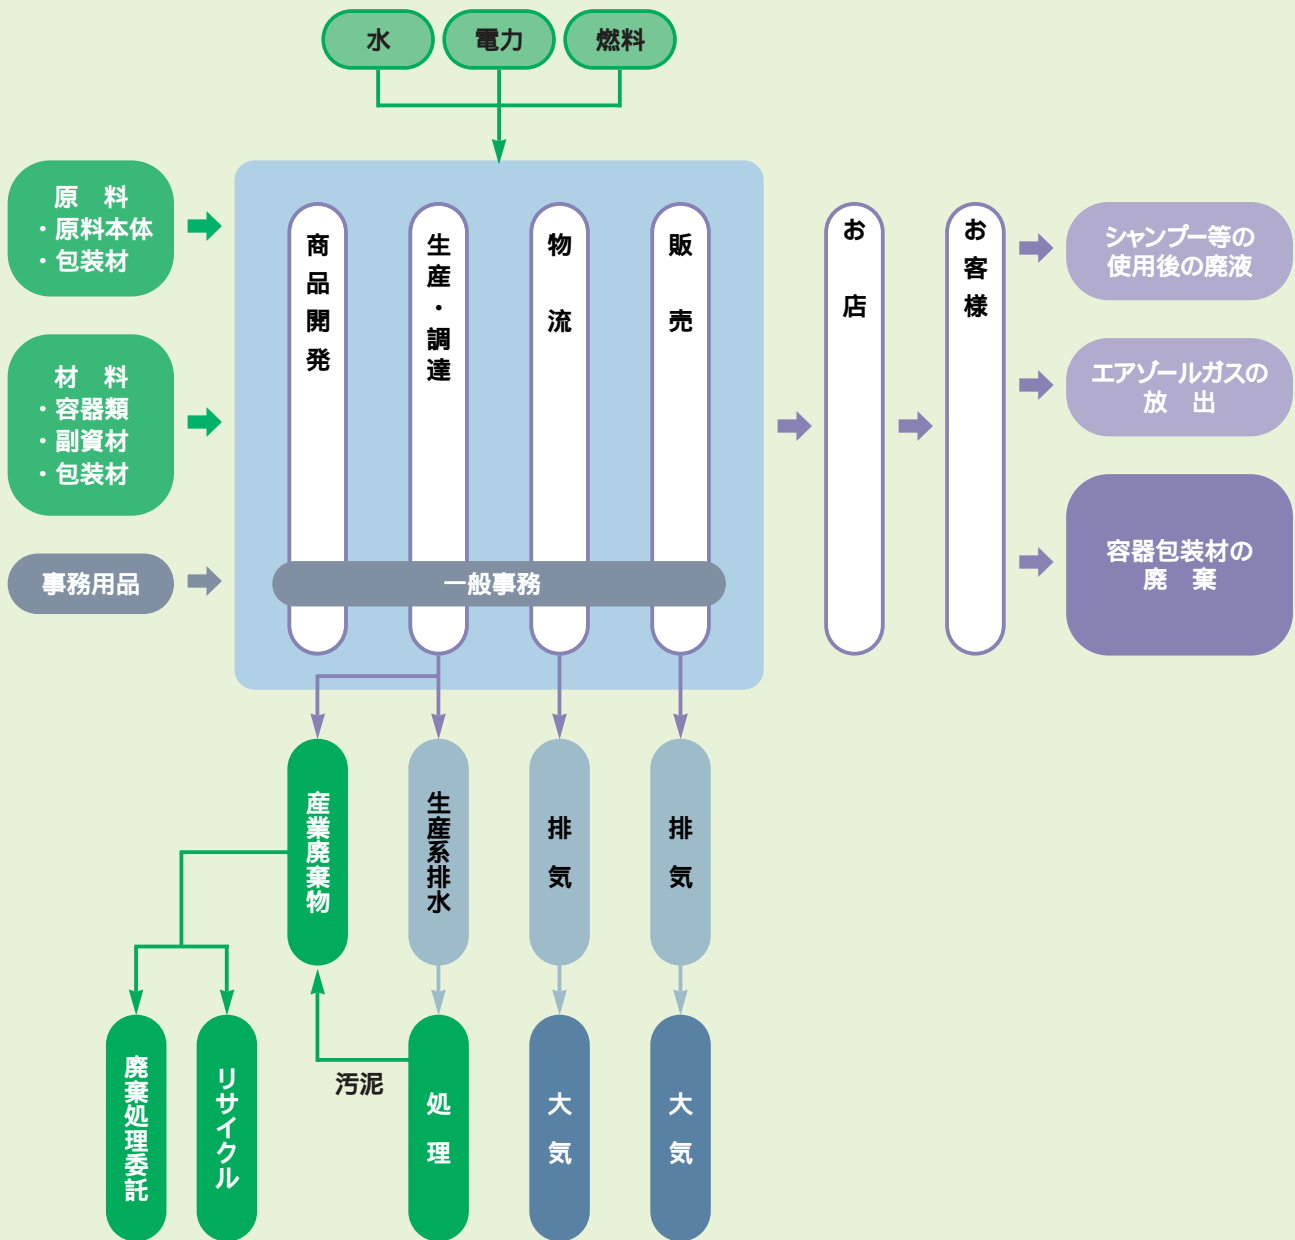 水
電力
燃料
原　料
・原料本体
・包装材
材　料
・容器類
・副資材
・包装材
事務用品
商品開発
生産・調達
物　流
販　売
一般事務
お　店
お客様
シャンプー等の
使用後の廃液
エアゾールガスの
放　出
容器包装材の
廃　棄
産業廃棄物
生産系排水
排　気
排　気
廃棄処理委託
リサイクル
汚泥
処　理
大　気
大　気